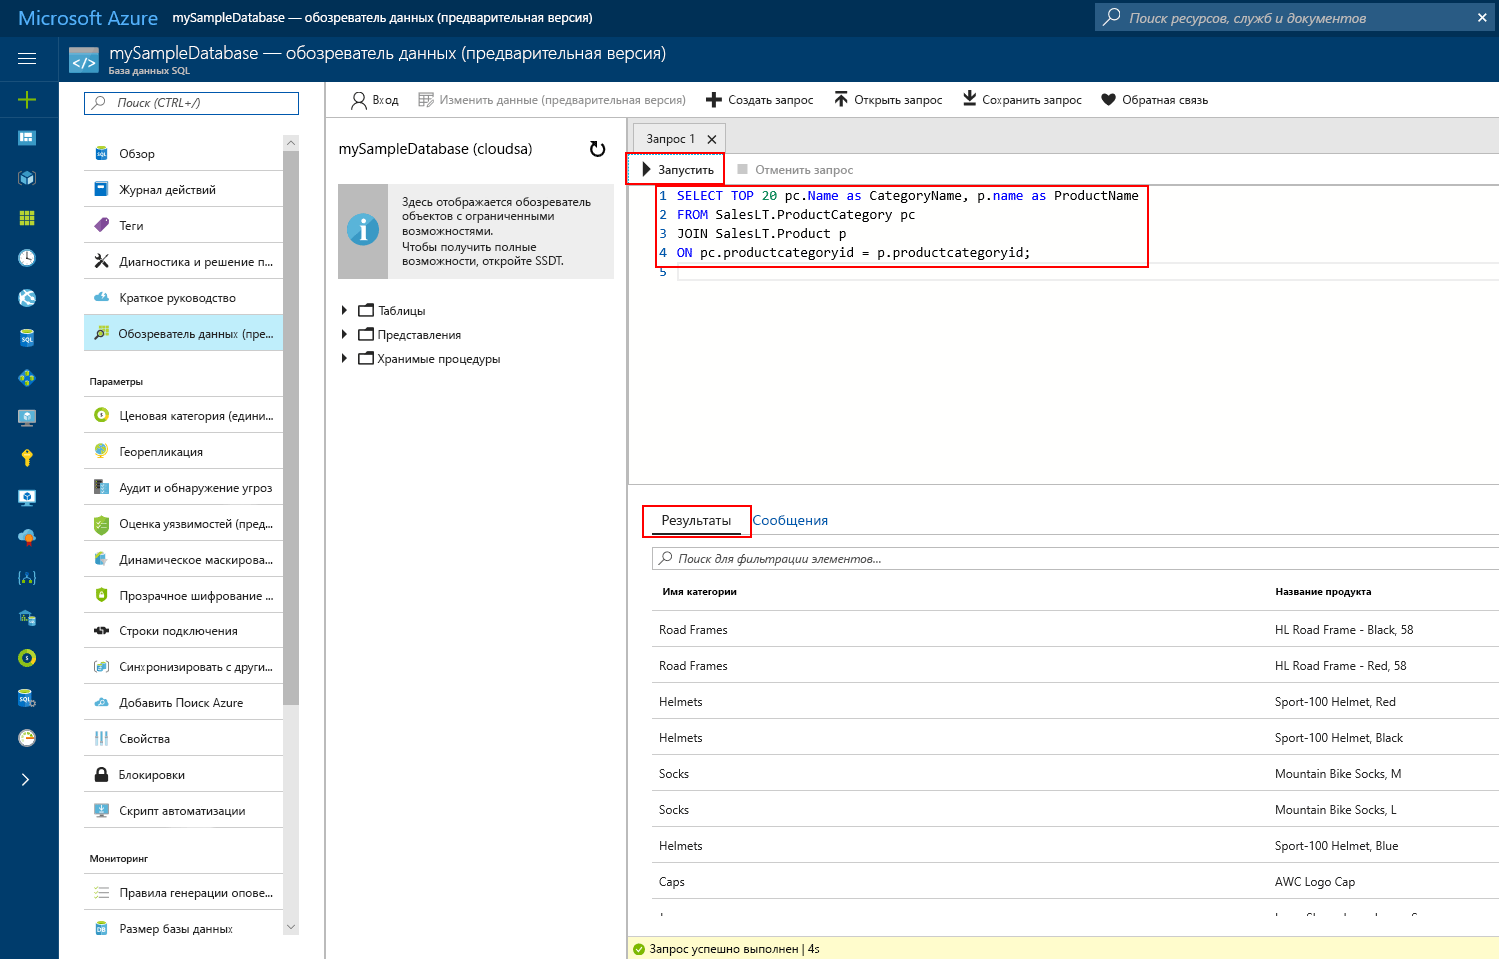 Microsoft Azure mySampleDatabase — обозреватель данных (предварительная версия)
Поиск ресурсов, служб и документов
mySampleDatabase — обозреватель данных (предварительная версия)
База данных SQL
Поиск (CTRL+/)
Обзор
Журнал действий
Теги
Диагностика и решение п...
Краткое руководство
Обозреватель данных (пре...
Параметры
Ценовая категория (едини...
Георепликация
Аудит и обнаружение угроз
Оценка уязвимостей (пред...
Динамическое маскирова...
Прозрачное шифрование ...
Строки подключения
Синхронизировать с други...
Добавить Поиск Azure
Свойства
Блокировки
Скрипт автоматизации
Мониторинг
Правила генерации опове...
Размер базы данных
Вход
Изменить данные (предварительная версия)
Создать запрос
Открыть запрос
Сохранить запрос
Обратная связь
mySampleDatabase (cloudsa)
Здесь отображается обозреватель
объектов с ограниченными
возможностями.
Чтобы получить полные
возможности, откройте SSDT.
Таблицы
Представления
Хранимые процедуры
Запрос 1
Запустить
Отменить запрос
1 SELECT TOP 20 pc.Name as CategoryName, p.name as ProductName
2 FROM SalesLT.ProductCategory pc
3 JOIN SalesLT.Product p
4 ON pc.productcategoryid = p.productcategoryid;
5
Результаты
Сообщения
Поиск для фильтрации элементов...
Имя категории Название продукта
Road Frames HL Road Frame - Black, 58
Road Frames HL Road Frame - Red, 58
Helmets Sport-100 Helmet, Red
Helmets Sport-100 Helmet, Black
Socks Mountain Bike Socks, M
Socks Mountain Bike Socks, L
Helmets Sport-100 Helmet, Blue
Caps AWC Logo Cap
Запрос успешно выполнен | 4s